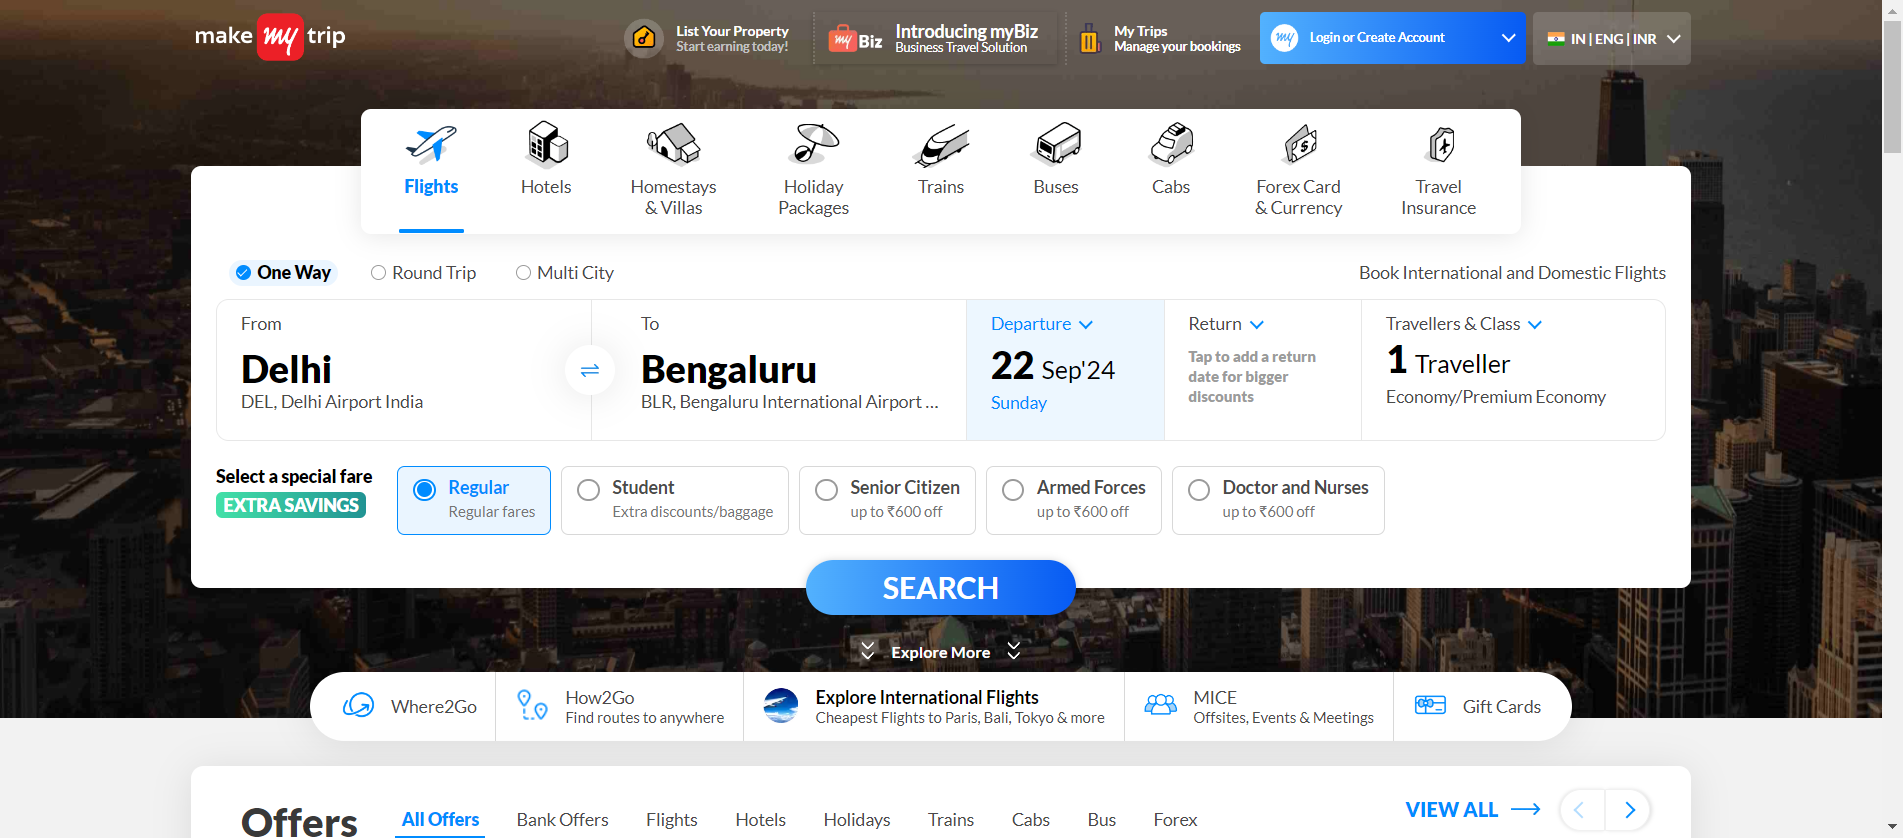 make my trip
List Your Property
Start earning today!
my Biz
Introducing myBiz
Business Travel Solution
My Trips
Manage your bookings
my
Login or Create Account
IN | ENG | INR
Flights
Hotels
Homestays
& Villas
Holiday
Packages
Trains
Buses
Cabs
Forex Card
& Currency
Travel
Insurance
One Way
Round Trip
Multi City
Book International and Domestic Flights
From
Delhi
DEL, Delhi Airport India
To
Bengaluru
BLR, Bengaluru International Airport ...
Departure
22 Sep'24
Sunday
Return
Tap to add a return
date for bigger
discounts
Travellers & Class
1 Traveller
Economy/Premium Economy
Select a special fare
EXTRA SAVINGS
Regular
Regular fares
Student
Extra discounts/baggage
Senior Citizen
up to ₹600 off
Armed Forces
up to ₹600 off
Doctor and Nurses
up to ₹600 off
SEARCH
Explore More
Where2Go
How2Go
Find routes to anywhere
Explore International Flights
Cheapest Flights to Paris, Bali, Tokyo & more
MICE
Offsites, Events & Meetings
Gift Cards
Offers
All Offers
Bank Offers
Flights
Hotels
Holidays
Trains
Cabs
Bus
Forex
VIEW ALL